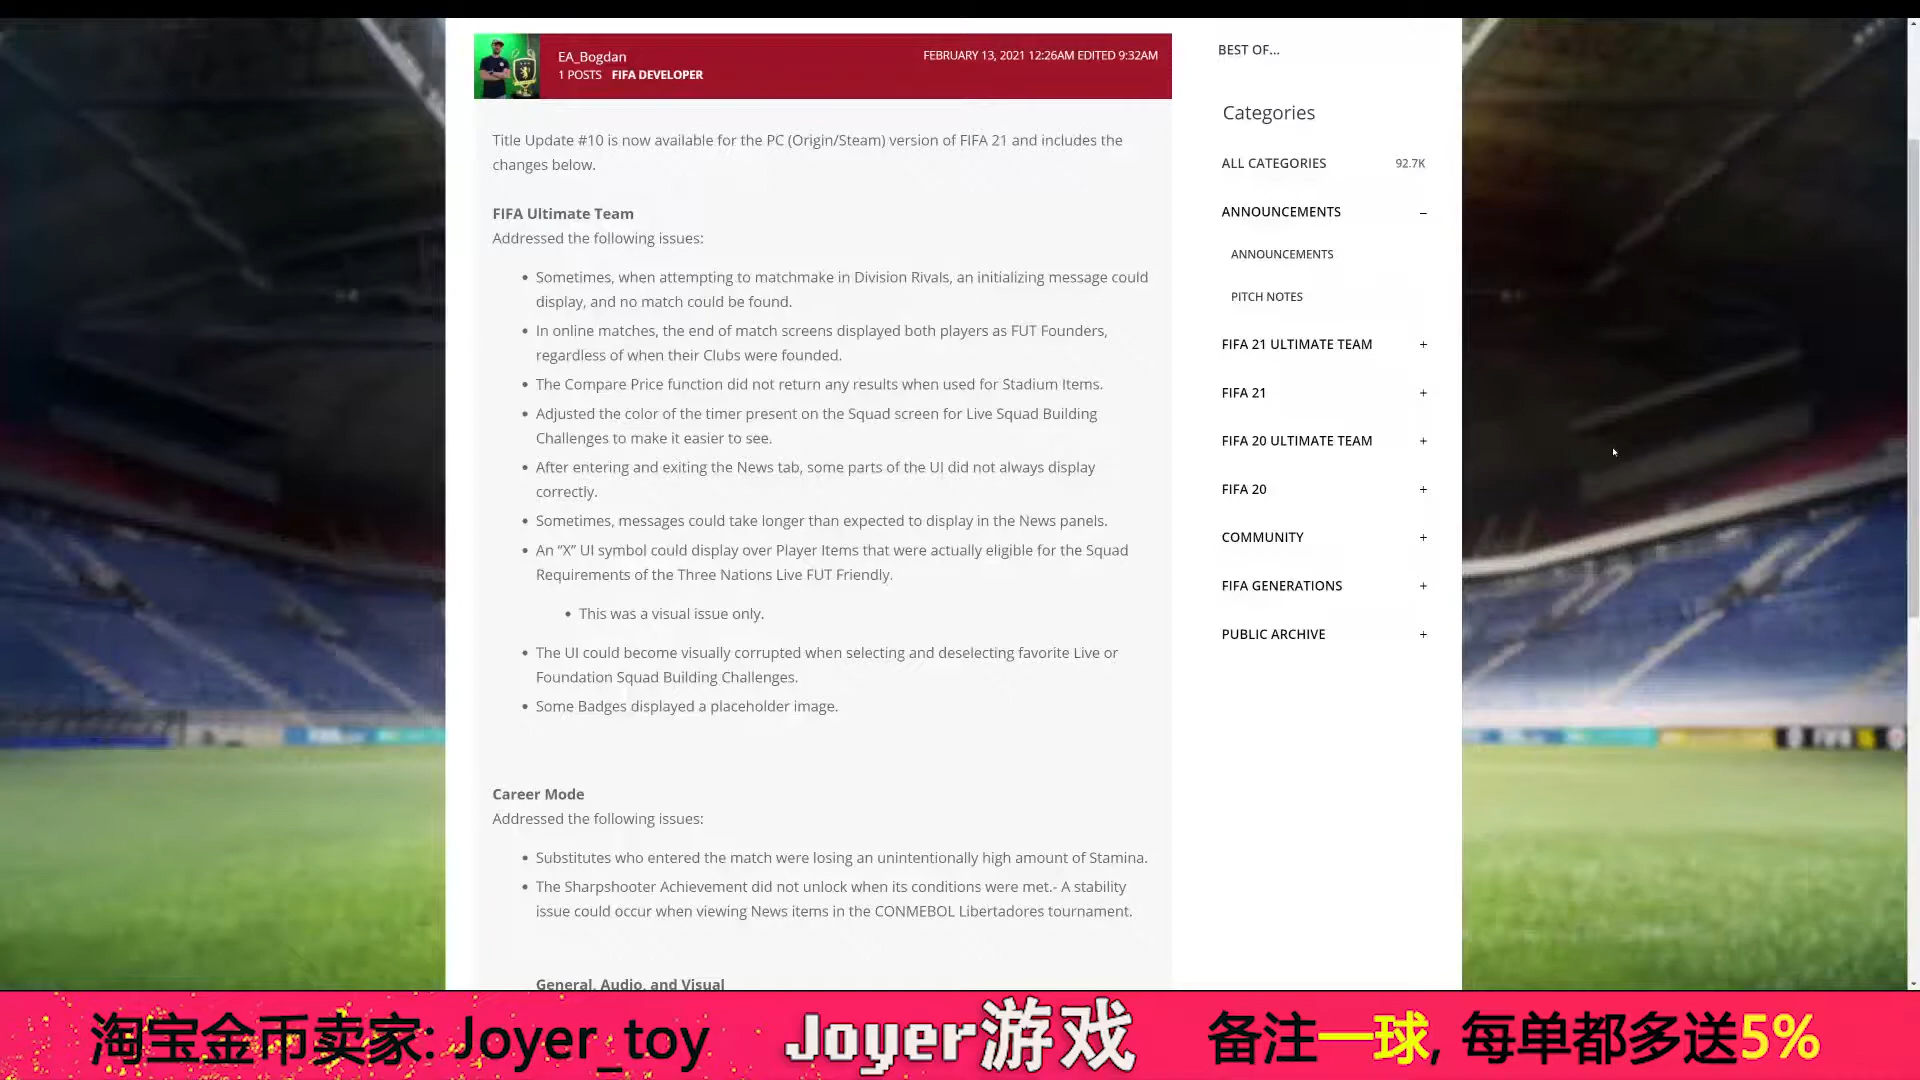 EA_Bogdan
1 POSTS FIFA DEVELOPER
FEBRUARY 13, 2021 12:26AM EDITED 9:32AM
Title Update #10 is now available for the PC (Origin/Steam) version of FIFA 21 and includes the
changes below.
FIFA Ultimate Team
Addressed the following issues:
• Sometimes, when attempting to matchmake in Division Rivals, an initializing message could
display, and no match could be found.
• In online matches, the end of match screens displayed both players as FUT Founders,
regardless of when their Clubs were founded.
• The Compare Price function did not return any results when used for Stadium Items.
• Adjusted the color of the timer present on the Squad screen for Live Squad Building
Challenges to make it easier to see.
• After entering and exiting the News tab, some parts of the UI did not always display
correctly.
• Sometimes, messages could take longer than expected to display in the News panels.
• An “X” UI symbol could display over Player Items that were actually eligible for the Squad
Requirements of the Three Nations Live FUT Friendly.
• This was a visual issue only.
• The UI could become visually corrupted when selecting and deselecting favorite Live or
Foundation Squad Building Challenges.
• Some Badges displayed a placeholder image.
Career Mode
Addressed the following issues:
• Substitutes who entered the match were losing an unintentionally high amount of Stamina.
• The Sharpshooter Achievement did not unlock when its conditions were met.- A stability
issue could occur when viewing News items in the CONMEBOL Libertadores tournament.
General, Audio, and Visual
BEST OF...
Categories
ALL CATEGORIES 92.7K
ANNOUNCEMENTS –
ANNOUNCEMENTS
PITCH NOTES
FIFA 21 ULTIMATE TEAM +
FIFA 21 +
FIFA 20 ULTIMATE TEAM +
FIFA 20 +
COMMUNITY +
FIFA GENERATIONS +
PUBLIC ARCHIVE +
淘宝金币卖家: Joyer_toy
Joyer游戏
备注一球, 每单都多送5%